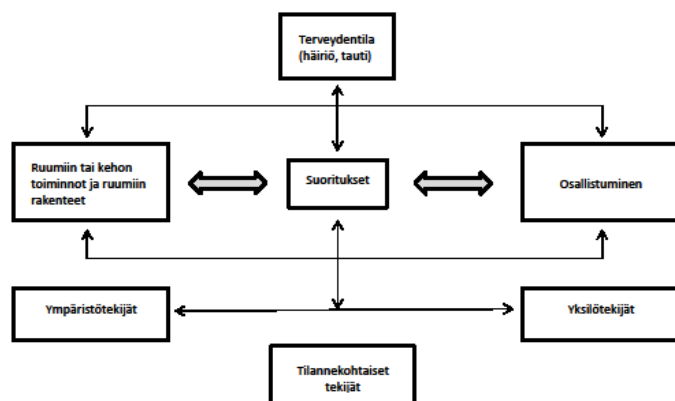 Terveydentila
(häiriö, tauti)
Ruumiin tai kehon
toiminnot ja ruumiin
rakenteet
Suoritukset
Osallistuminen
Ympäristötekijät
Yksilötekijät
Tilannekohtaiset
tekijät